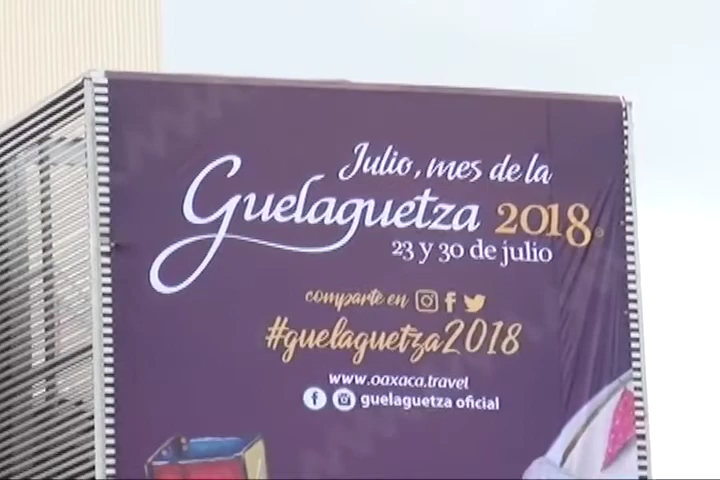 Julio, mes de la
Guelaguetza 2018
23 y 30 de julio
comparte en
#guelaguetza2018
www.oaxaca.travel
guelaguetza oficial